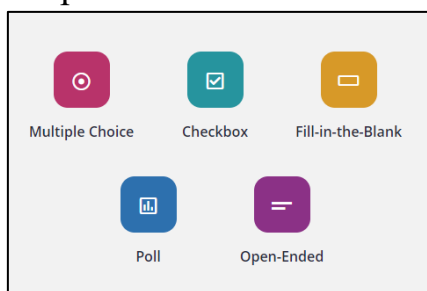 Multiple Choice
Checkbox
Fill-in-the-Blank
Poll
Open-Ended